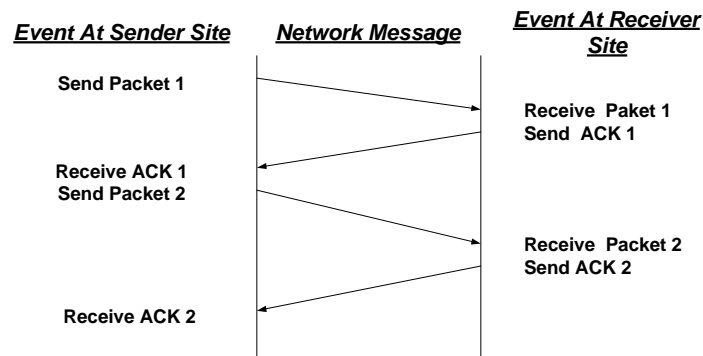 Event At Sender Site
Network Message
Event At Receiver
Site
Send Packet 1
Receive Paket 1
Send ACK 1
Receive ACK 1
Send Packet 2
Receive Packet 2
Send ACK 2
Receive ACK 2